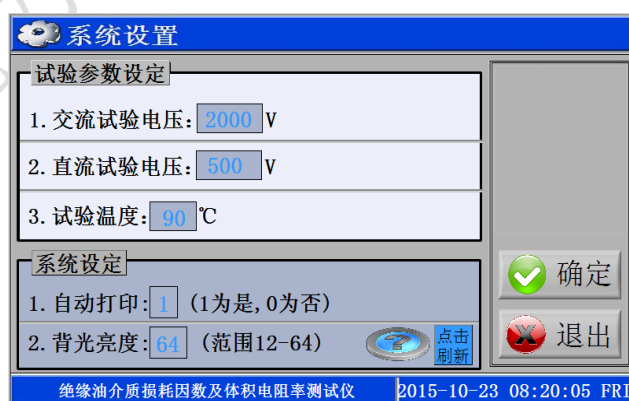 系统设置
试验参数设定
1.交流试验电压: 2000 V
2.直流试验电压: 500 V
3.试验温度: 90 ℃
系统设定
1.自动打印: 1 (1为是,0为否)
2.背光亮度: 64 (范围12-64)
点击
刷新
确定
退出
绝缘油介质损耗因数及体积电阻率测试仪
2015-10-23 08:20:05 FRI